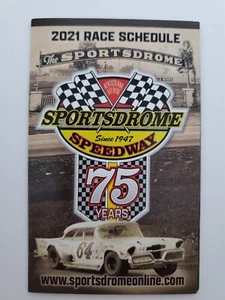 2021 RACE SCHEDULE
The SPORTSDROME
SPORTSDROME
Since 1947
SPEEDWAY
75
YEARS
64
www.sportsdromeonline.com